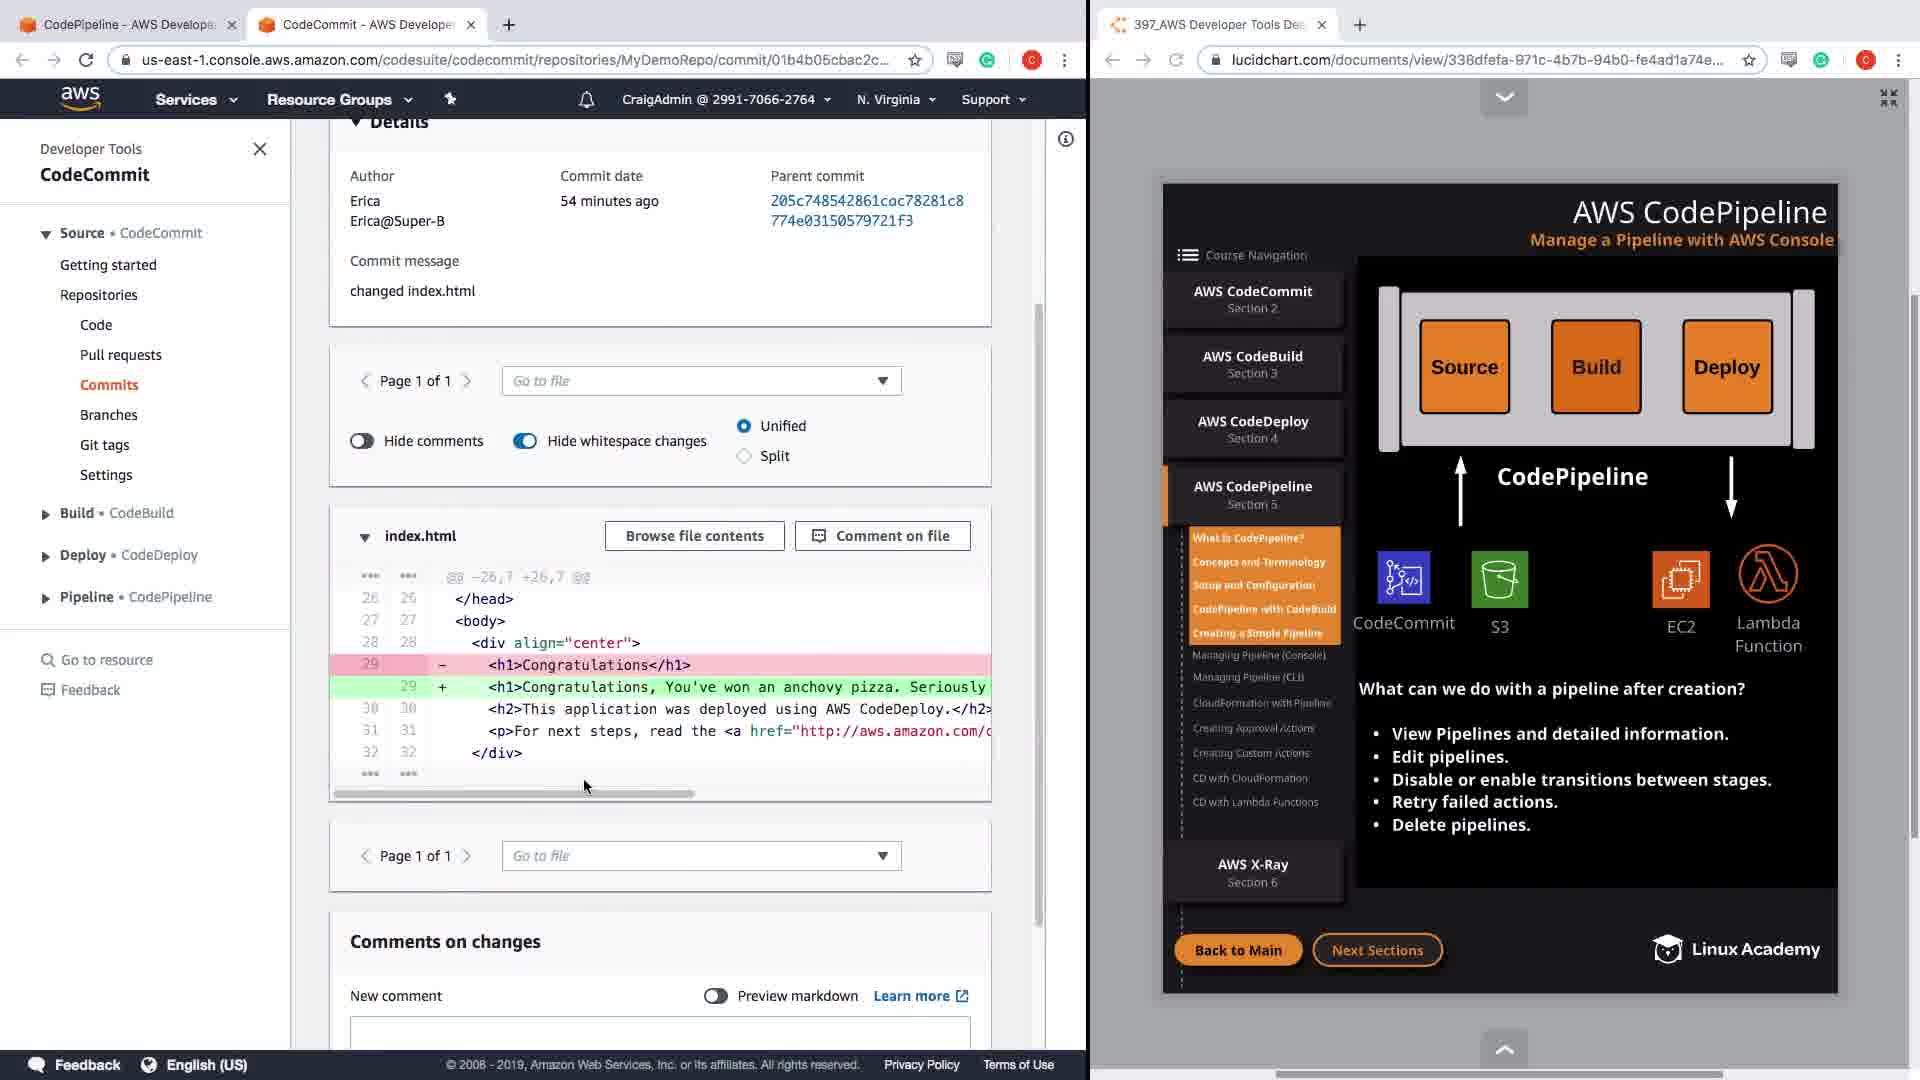 CodePipeline - AWS Develope
CodeCommit - AWS Develope
us-east-1.console.aws.amazon.com/codesuite/codecommit/repositories/MyDemoRepo/commit/01b4b05cbac2c...
aws
Services
Resource Groups
CraigAdmin @ 2991-7066-2764
N. Virginia
Support
Developer Tools
CodeCommit
Source • CodeCommit
Getting started
Repositories
Code
Pull requests
Commits
Branches
Git tags
Settings
Build • CodeBuild
Deploy • CodeDeploy
Pipeline • CodePipeline
Go to resource
Feedback
Details
Author
Erica
Erica@Super-B
Commit date
54 minutes ago
Parent commit
205c748542861cac78281c8
774e03150579721f3
Commit message
changed index.html
Page 1 of 1
Go to file
Hide comments
Hide whitespace changes
Unified
Split
index.html
Browse file contents
Comment on file
@@ -26,7 +26,7 @@
26 26 </head>
27 27 <body>
28 28 <div align="center">
29 - <h1>Congratulations</h1>
29 + <h1>Congratulations, You've won an anchovy pizza. Seriously
30 30 <h2>This application was deployed using AWS CodeDeploy.</h2>
31 31 <p>For next steps, read the <a href="http://aws.amazon.com/c
32 32 </div>
Page 1 of 1
Go to file
Comments on changes
New comment
Preview markdown
Learn more
Feedback
English (US)
© 2008 - 2019, Amazon Web Services, Inc. or its affiliates. All rights reserved.
Privacy Policy
Terms of Use
397_AWS Developer Tools De
lucidchart.com/documents/view/338dfefa-971c-4b7b-94b0-fe4ad1a74e...
AWS CodePipeline
Manage a Pipeline with AWS Console
Course Navigation
AWS CodeCommit
Section 2
AWS CodeBuild
Section 3
AWS CodeDeploy
Section 4
AWS CodePipeline
Section 5
What is CodePipeline?
Concepts and Terminology
Setup and Configuration
CodePipeline with CodeBuild
Creating a Simple Pipeline
Managing Pipeline (Console)
Managing Pipeline (CLI)
CloudFormation with Pipeline
Creating Approval Actions
Creating Custom Actions
CD with CloudFormation
CD with Lambda Functions
AWS X-Ray
Section 6
Back to Main
Next Sections
Source
Build
Deploy
CodePipeline
CodeCommit
S3
EC2
Lambda
Function
What can we do with a pipeline after creation?
• View Pipelines and detailed information.
• Edit pipelines.
• Disable or enable transitions between stages.
• Retry failed actions.
• Delete pipelines.
Linux Academy